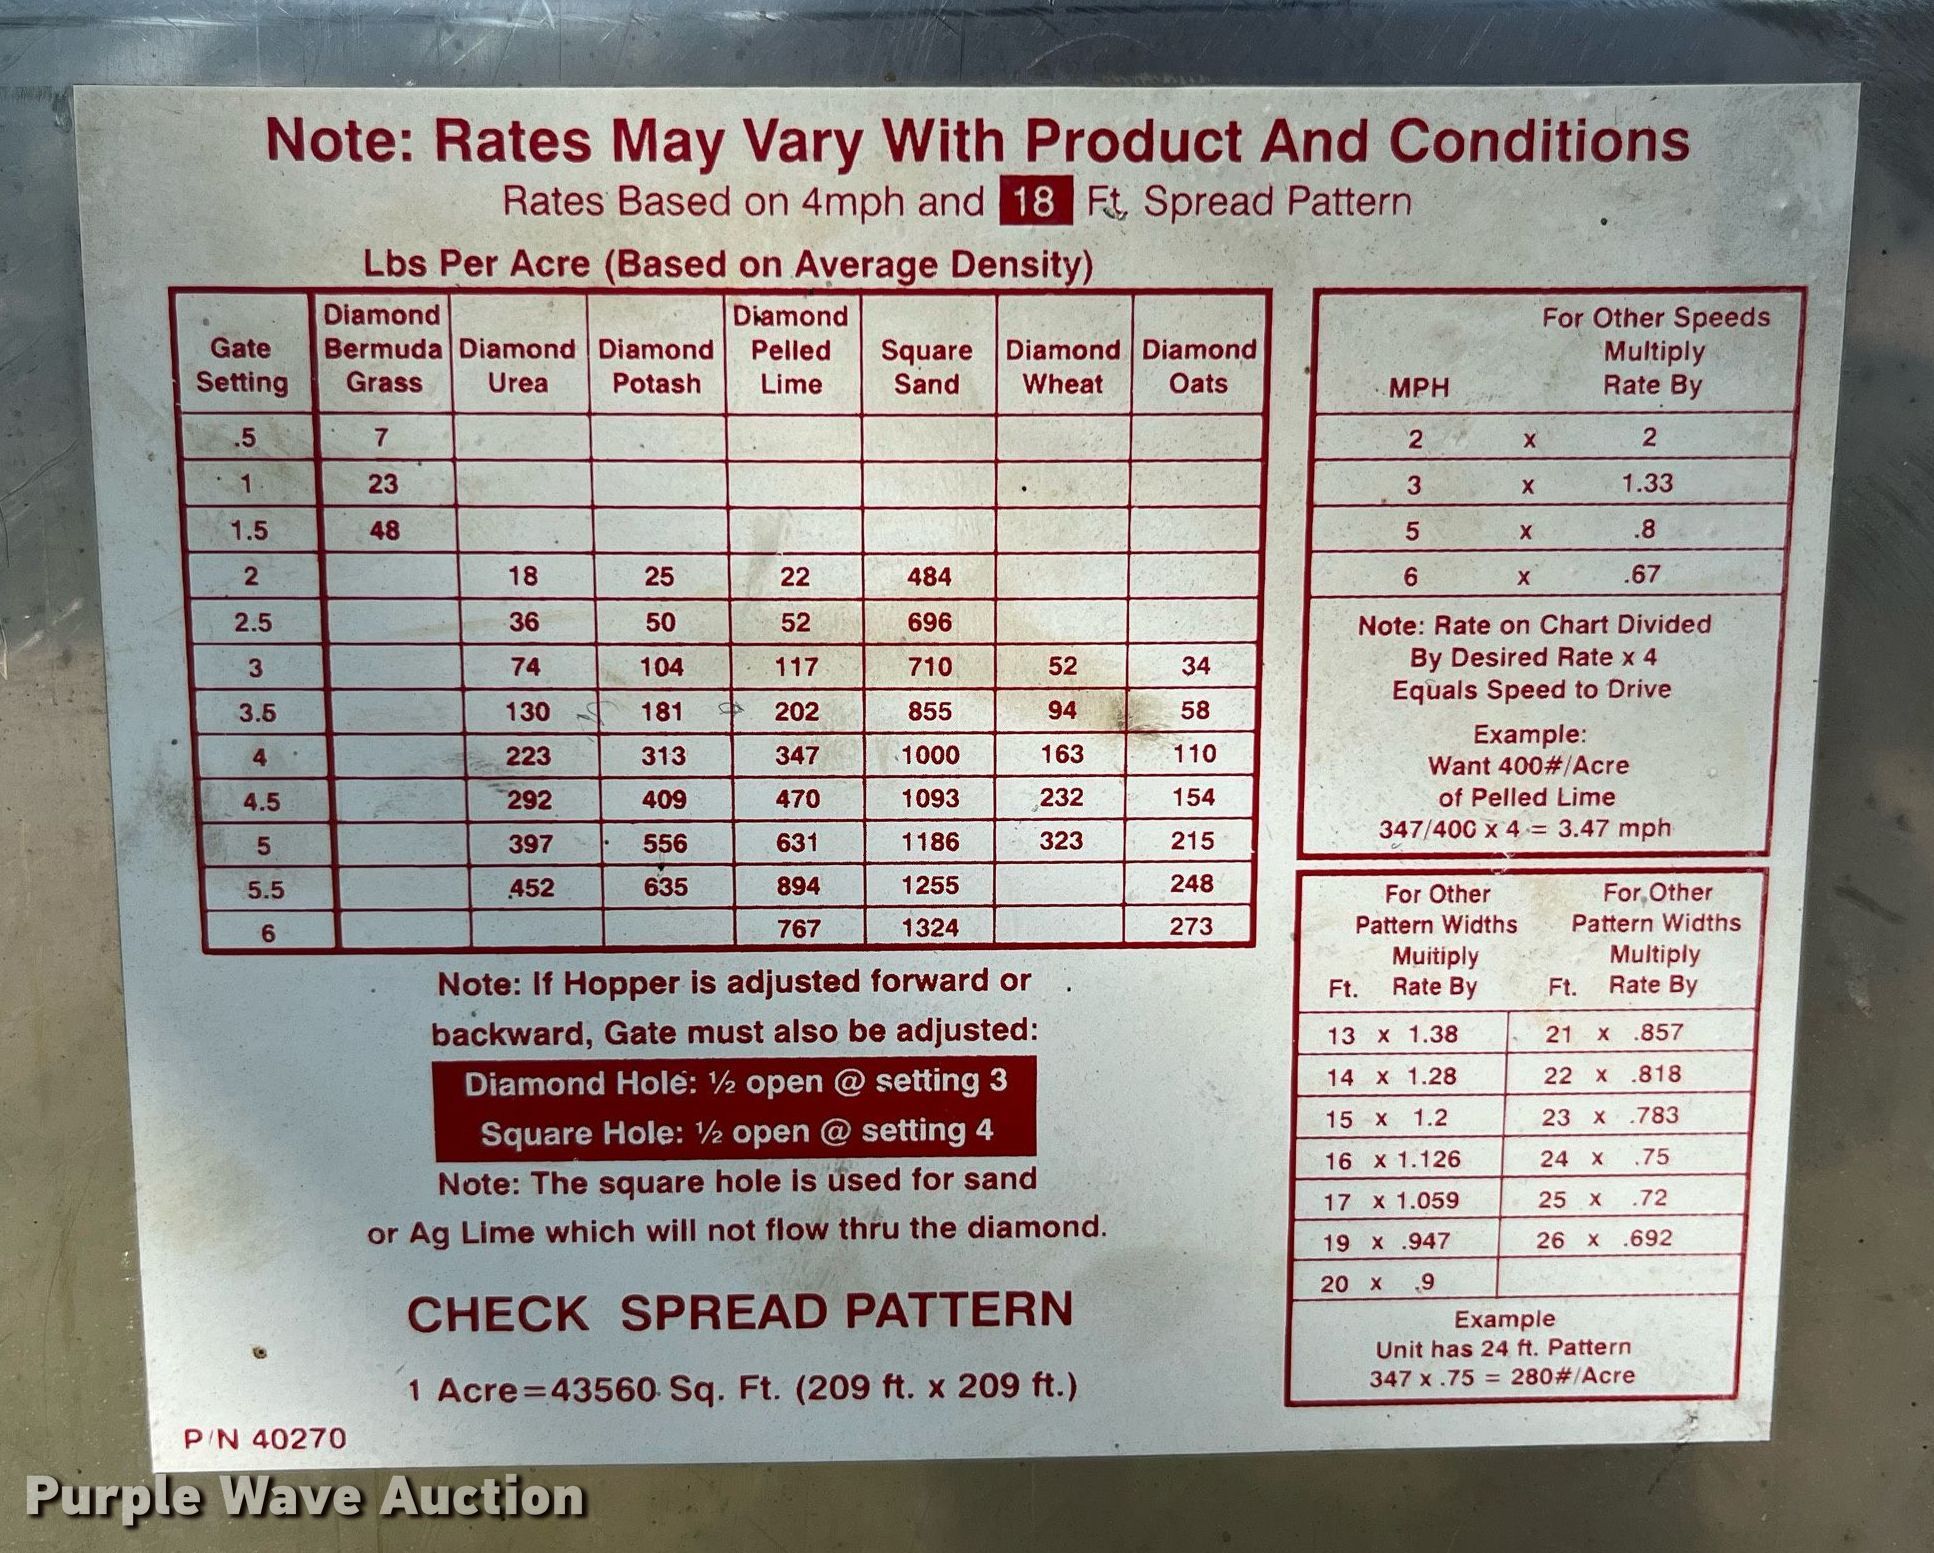 Note: Rates May Vary With Product And Conditions
Rates Based on 4mph and 18 Ft. Spread Pattern
Lbs Per Acre (Based on Average Density)
Gate Setting Diamond Bermuda Grass Diamond Urea Diamond Potash Diamond Pelled Lime Square Sand Diamond Wheat Diamond Oats
.5 7
1 23
1.5 48
2 18 25 22 484
2.5 36 50 52 696
3 74 104 117 710 52 34
3.5 130 181 202 855 94 58
4 223 313 347 1000 163 110
4.5 292 409 470 1093 232 154
5 397 556 631 1186 323 215
5.5 452 635 894 1255 248
6 767 1324 273
Note: If Hopper is adjusted forward or
backward, Gate must also be adjusted:
Diamond Hole: ½ open @ setting 3
Square Hole: ½ open @ setting 4
Note: The square hole is used for sand
or Ag Lime which will not flow thru the diamond.
CHECK SPREAD PATTERN
1 Acre=43560 Sq. Ft. (209 ft. x 209 ft.)
P/N 40270
MPH For Other Speeds Multiply Rate By
2 x 2
3 x 1.33
5 x .8
6 x .67
Note: Rate on Chart Divided
By Desired Rate x 4
Equals Speed to Drive
Example:
Want 400#/Acre
of Pelled Lime
347/400 x 4 = 3.47 mph
For Other For Other
Pattern Widths Pattern Widths
Multiply Multiply
Ft. Rate By Ft. Rate By
13 x 1.38 21 x .857
14 x 1.28 22 x .818
15 x 1.2 23 x .783
16 x 1.126 24 x .75
17 x 1.059 25 x .72
19 x .947 26 x .692
20 x .9
Example
Unit has 24 ft. Pattern
347 x .75 = 280#/Acre
Purple Wave Auction